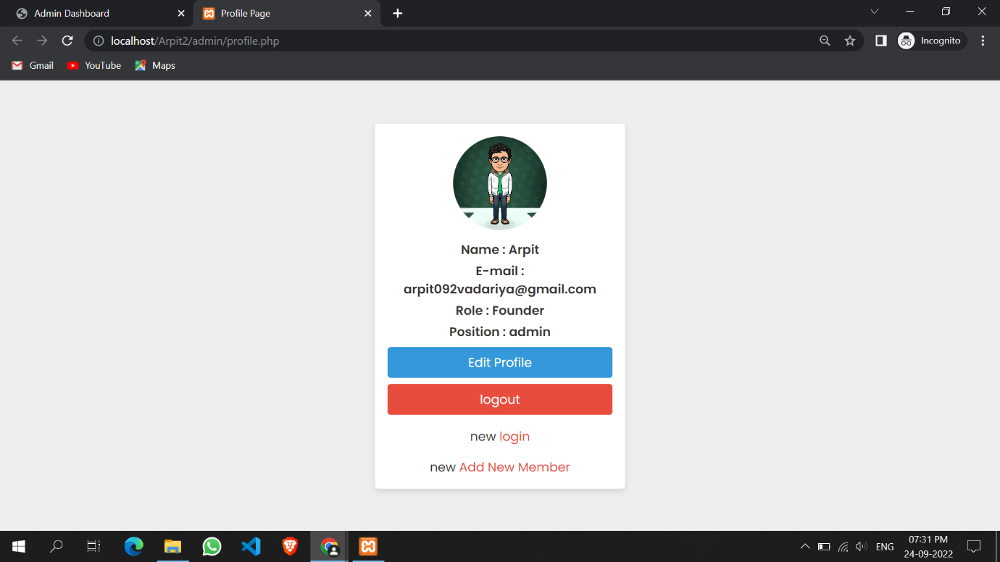 Admin Dashboard
Profile Page
localhost/Arpit2/admin/profile.php
Incognito
Gmail
YouTube
Maps
Name : Arpit
E-mail :
arpit092vadariya@gmail.com
Role : Founder
Position : admin
Edit Profile
logout
new login
new Add New Member
ENG
07:31 PM
24-09-2022